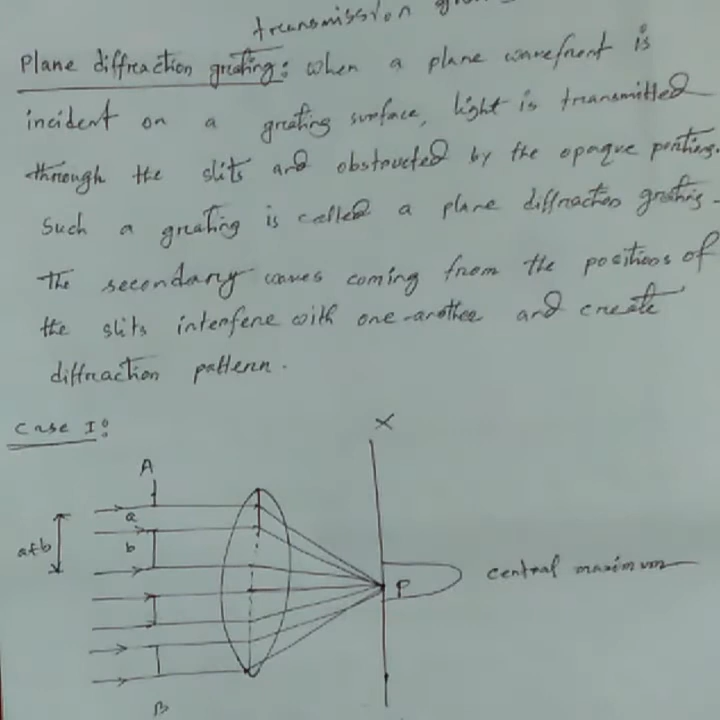 transmission
Plane diffraction grating: when a plane wavefront is
incident on a grating surface, light is transmitted
through the slits and obstructed by the opaque portions.
Such a grating is called a plane diffraction grating.
The secondary waves coming from the positions of
the slits interfere with one-another and create
diffraction pattern.
Case I:
X
A
a
a+b
b
P
central maximum
B